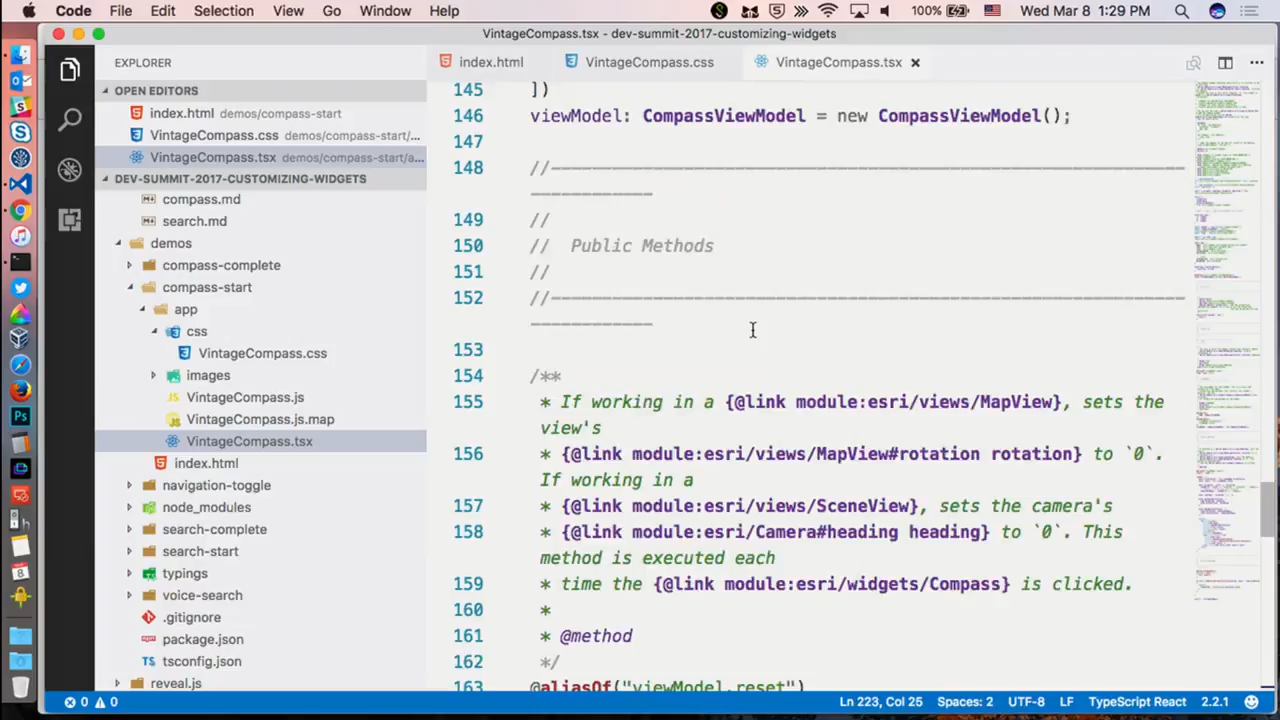 Code File Edit Selection View Go Window Help 100% Wed Mar 8 1:29 PM
VintageCompass.tsx - dev-summit-2017-customizing-widgets
EXPLORER
OPEN EDITORS
index.html demos/compass-start
VintageCompass.css demos/compass-start/...
VintageCompass.tsx demos/compass-start/a...
DEV-SUMMIT-2017-CUSTOMIZING-WIDGETS
compass.md
search.md
demos
compass-complete
compass-start
app
css
VintageCompass.css
images
VintageCompass.js
VintageCompass.js.map
VintageCompass.tsx
index.html
navigation-toggle
node_modules
search-complete
search-start
typings
voice-search
.gitignore
package.json
TS tsconfig.json
reveal.js
index.html VintageCompass.css VintageCompass.tsx
145 ])
146 viewModel: CompassViewModel = new CompassViewModel();
147
148 //--------------------------------------------------------------------------
149 //
150 // Public Methods
151 //
152 //--------------------------------------------------------------------------
153
154 /**
155 * If working in a {@link module:esri/views/MapView}, sets the
view's
156 * {@link module:esri/views/MapView#rotation rotation} to `0`.
If working in a
157 * {@link module:esri/views/SceneView}, sets the camera's
158 * {@link module:esri/Camera#heading heading} to `0`. This
method is executed each
159 * time the {@link module:esri/widgets/Compass} is clicked.
160 *
161 * @method
162 */
163 @aliasOf("viewModel.reset")
0 0 Ln 223, Col 25 Spaces: 2 UTF-8 LF TypeScript React 2.2.1